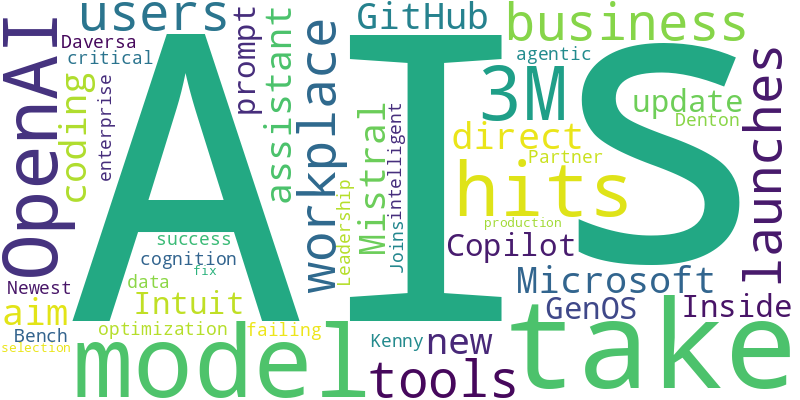 users
GitHub
business
Daversa
critical
OpenAI
coding
enterprise
prompt
assistant
workplace
AI
S
agentic
3M
update
Denton
direct
Partner
launches
Mistral
intelligent
Joins
Leadership
hits
production
success
cognition
fix
data
Copilot
Microsoft
Newest
Intuit
GenOS
Inside
aim
Bench
optimization
failing
selection
Kenny
new
model
tools
take